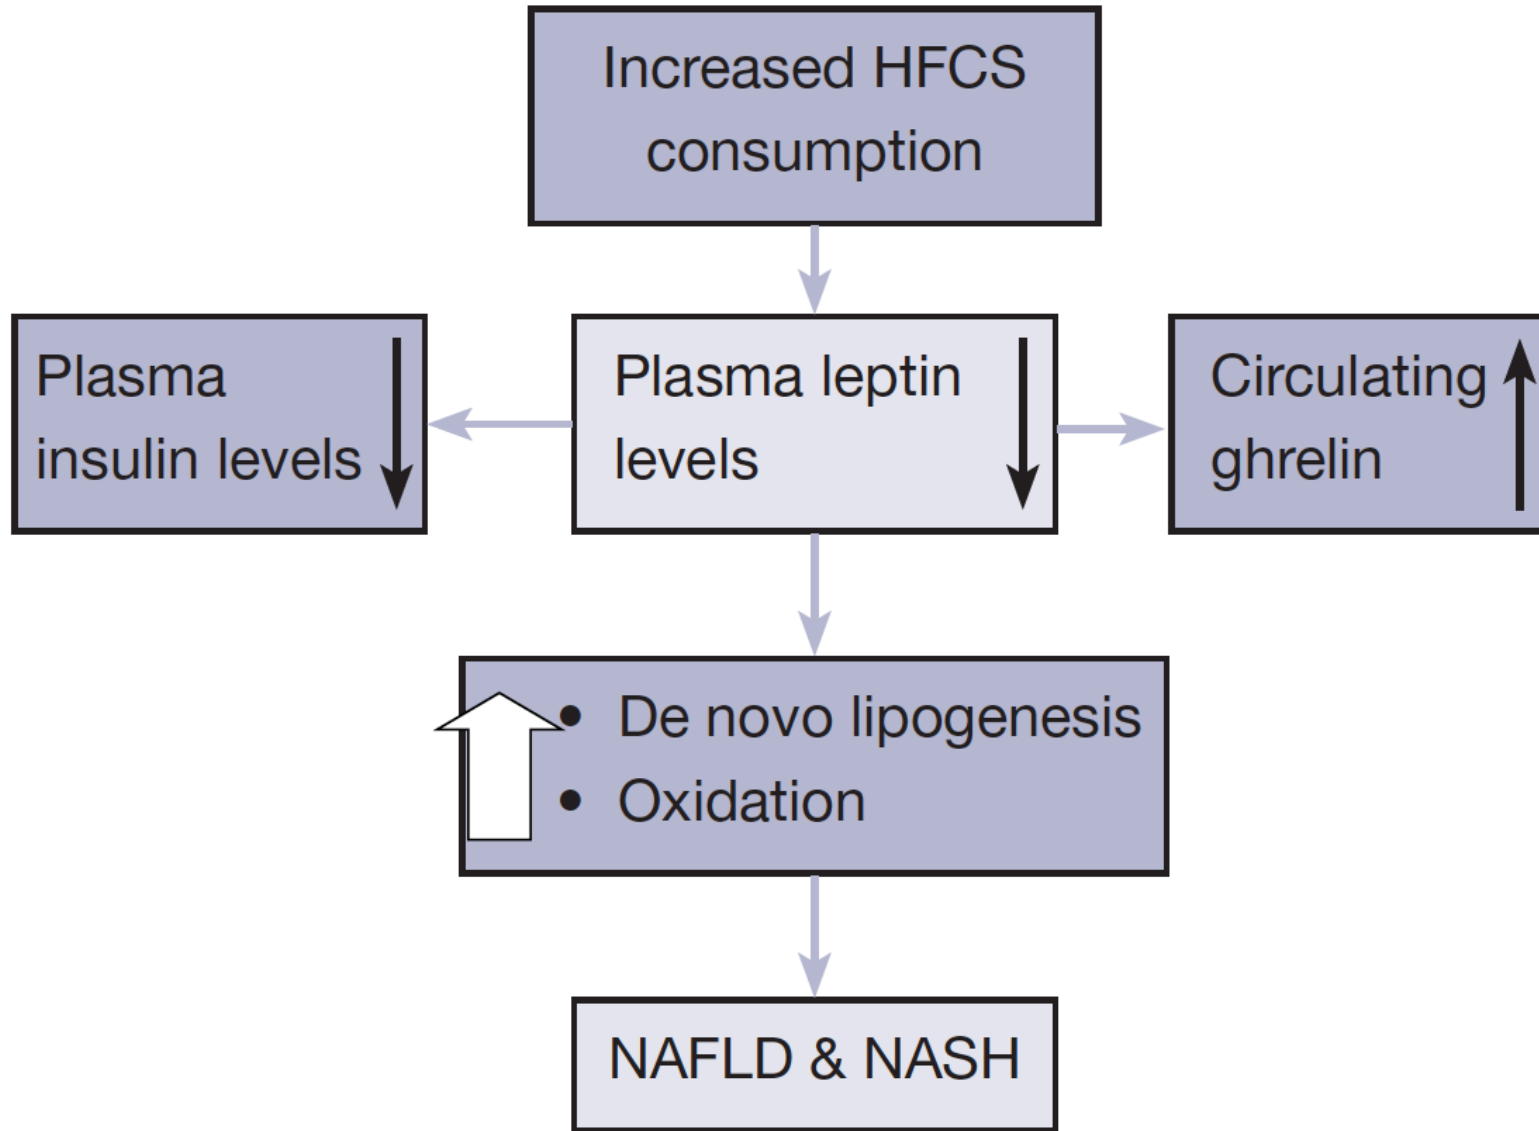 Increased HFCS
consumption
Plasma
insulin levels
Plasma leptin
levels
Circulating
ghrelin
• De novo lipogenesis
• Oxidation
NAFLD & NASH